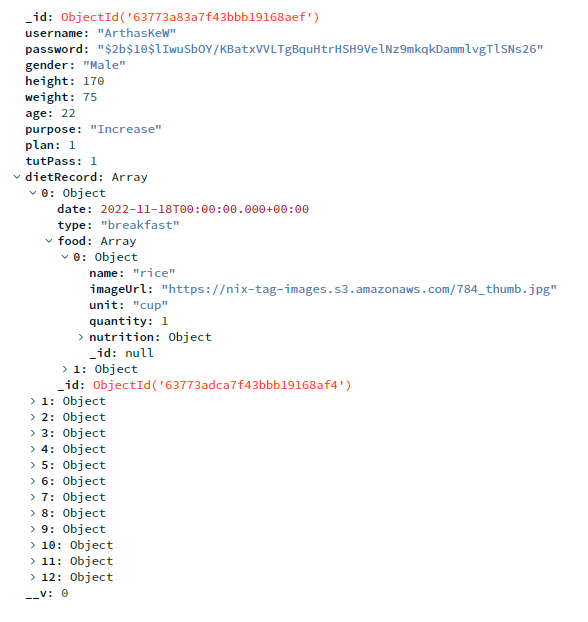 _id: ObjectId('63773a83a7f43bbb19168aef')
username: "ArthasKeW"
password: "$2b$10$lIwuSbOY/KBatxVVLTgBquHtrHSH9VelNz9mkqkDammlvgTlSNs26"
gender: "Male"
height: 170
weight: 75
age: 22
purpose: "Increase"
plan: 1
tutPass: 1
dietRecord: Array
0: Object
date: 2022-11-18T00:00:00.000+00:00
type: "breakfast"
food: Array
0: Object
name: "rice"
imageUrl: "https://nix-tag-images.s3.amazonaws.com/784_thumb.jpg"
unit: "cup"
quantity: 1
nutrition: Object
_id: null
1: Object
_id: ObjectId('63773adca7f43bbb19168af4')
1: Object
2: Object
3: Object
4: Object
5: Object
6: Object
7: Object
8: Object
9: Object
10: Object
11: Object
12: Object
__v: 0